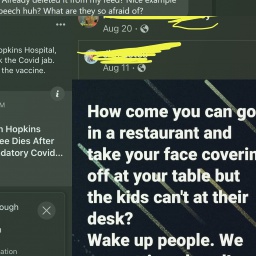 Already deleted it from my feed? Nice example
peech huh? What are they so afraid of?
Aug 20
opkins Hospital,
k the Covid jab.
the vaccine.
Aug 11
i
M
n Hopkins
ee Dies After
datory Covid...
ough
ation
How come you can go
in a restaurant and
take your face coverin
off at your table but
the kids can't at their
desk?
Wake up people. We